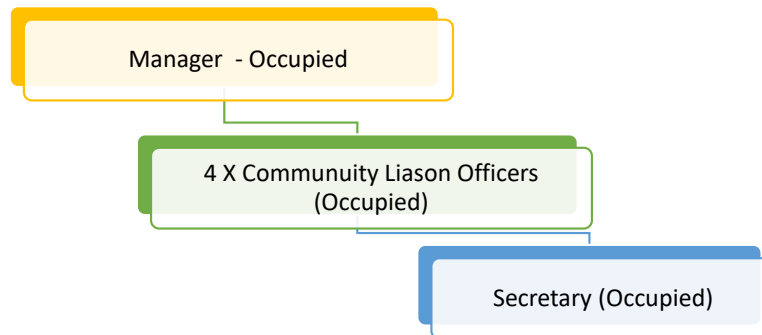 Manager  - Occupied
4 X Communuity Liason Officers
(Occupied)
Secretary (Occupied)